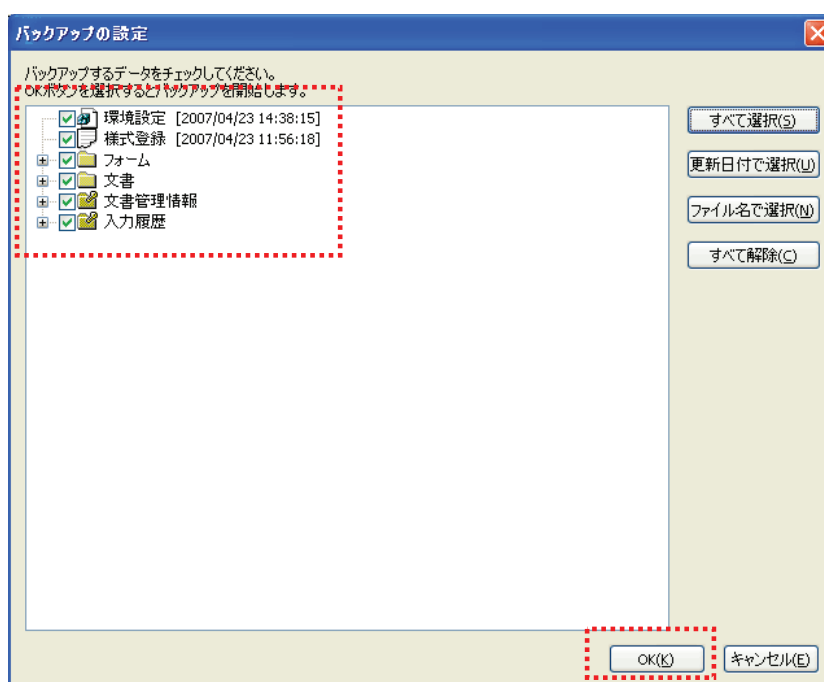 バックアップの設定
バックアップするデータをチェックしてください。
OKボタンを選択するとバックアップを開始します。
環境設定 [2007/04/23 14:38:15]
様式登録 [2007/04/23 11:56:18]
フォーム
文書
文書管理情報
入力履歴
すべて選択(S)
更新日付で選択(U)
ファイル名で選択(N)
すべて解除(C)
OK(K)
キャンセル(E)